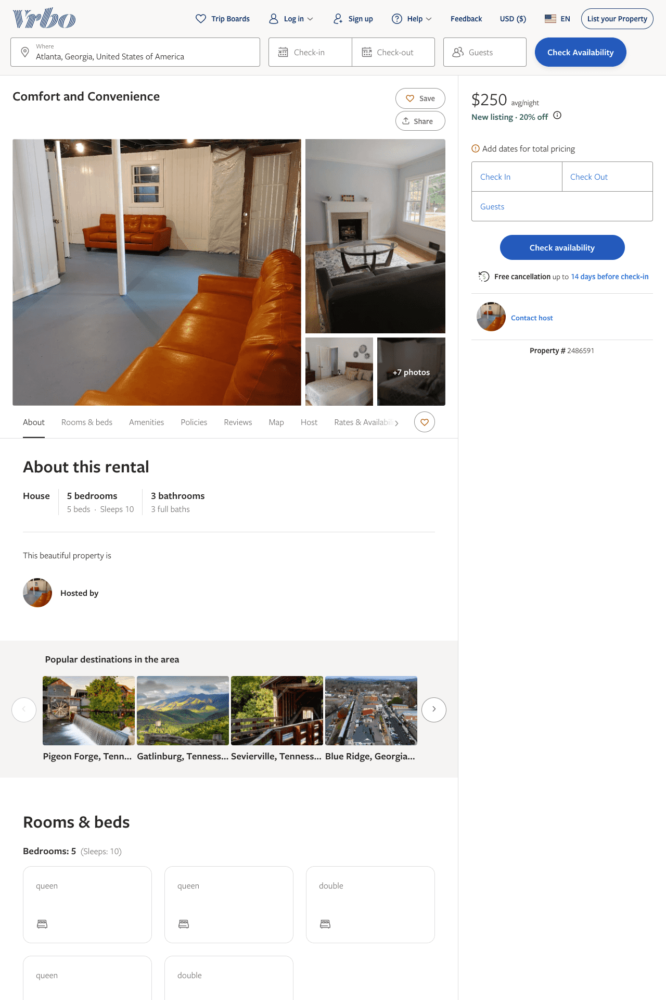 Vrbo
Trip Boards
Log in
Sign up
Help
Feedback
USD ($)
EN
List your Property
Where
Atlanta, Georgia, United States of America
Check-in
Check-out
Guests
Check Availability
Comfort and Convenience
Save
Share
+7 photos
$250 avg/night
New listing · 20% off
Add dates for total pricing
Check In
Check Out
Guests
Check availability
Free cancellation up to 14 days before check-in
Contact host
Property # 2486591
About
Rooms & beds
Amenities
Policies
Reviews
Map
Host
Rates & Availabili
About this rental
House
5 bedrooms
5 beds · Sleeps 10
3 bathrooms
3 full baths
This beautiful property is
Hosted by
Popular destinations in the area
Pigeon Forge, Tenn...
Gatlinburg, Tenness...
Sevierville, Tenness...
Blue Ridge, Georgia...
Rooms & beds
Bedrooms: 5 (Sleeps: 10)
queen
queen
double
queen
double